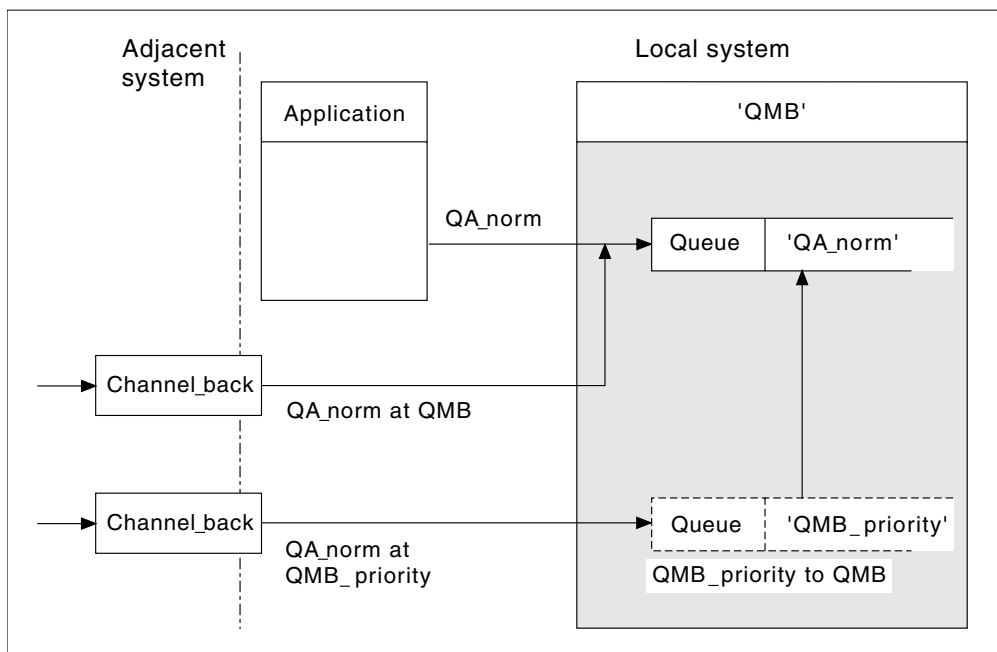 Adjacent
system
Local system
Application
'QMB'
QA_norm
Queue
'QA_norm'
Channel_back
QA_norm at QMB
Channel_back
QA_norm at
QMB_priority
Queue
'QMB_priority'
QMB_priority to QMB